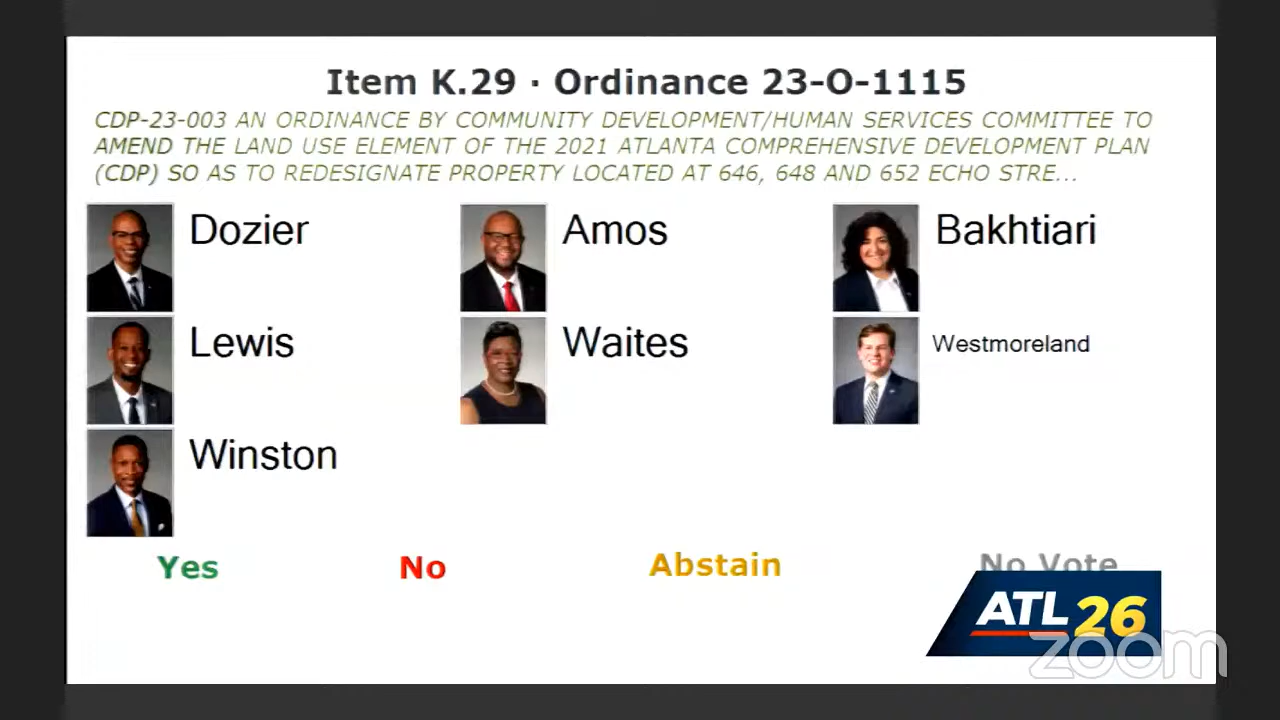 Item K.29 · Ordinance 23-O-1115
CDP-23-003 AN ORDINANCE BY COMMUNITY DEVELOPMENT/HUMAN SERVICES COMMITTEE TO
AMEND THE LAND USE ELEMENT OF THE 2021 ATLANTA COMPREHENSIVE DEVELOPMENT PLAN
(CDP) SO AS TO REDESIGNATE PROPERTY LOCATED AT 646, 648 AND 652 ECHO STRE...
Dozier Amos Bakhtiari
Lewis Waites Westmoreland
Winston
Yes No Abstain No Vote
ATL 26
zoom